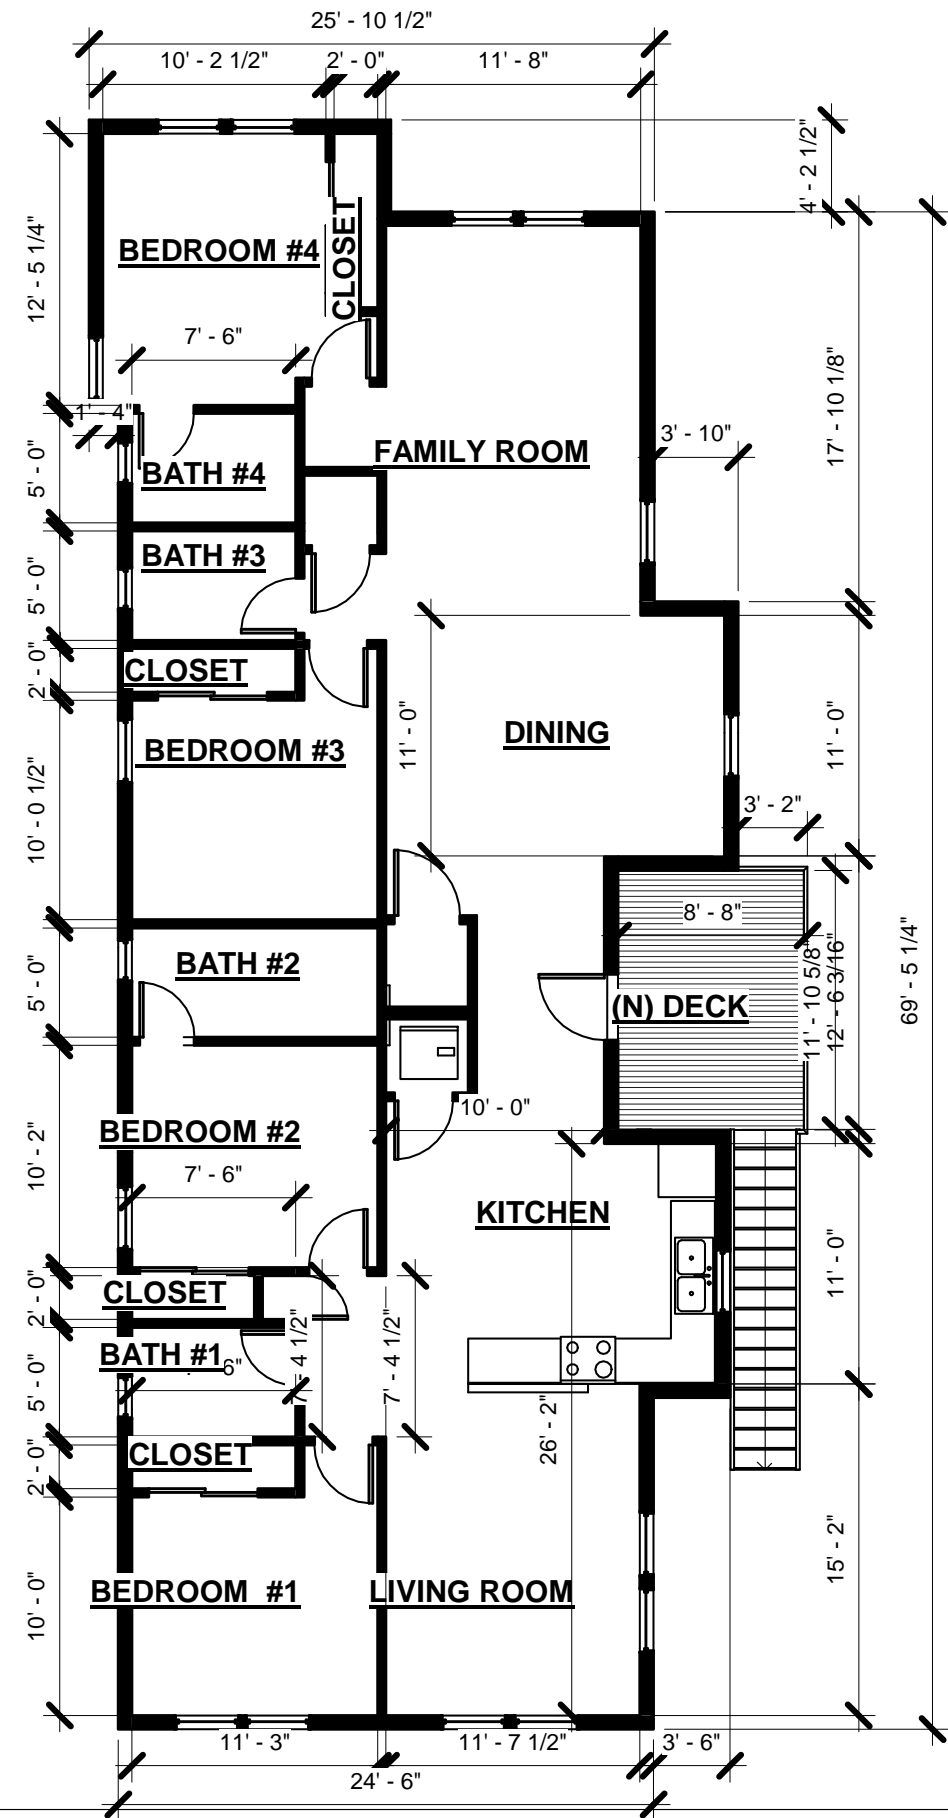 25' - 10 1/2"
10' - 2 1/2"
2' - 0"
11' - 8"
4' - 2 1/2"
12' - 5 1/4"
BEDROOM #4
CLOSET
7' - 6"
17' - 10 1/8"
1' - 4"
3' - 10"
FAMILY ROOM
5' - 0"
BATH #4
BATH #3
5' - 0"
2' - 0"
CLOSET
11' - 0"
DINING
11' - 0"
BEDROOM #3
10' - 0 1/2"
3' - 2"
8' - 8"
69' - 5 1/4"
BATH #2
5' - 0"
(N) DECK
11' - 10 5/8"
12' - 6 3/16"
10' - 0"
BEDROOM #2
10' - 2"
7' - 6"
KITCHEN
11' - 0"
CLOSET
2' - 0"
7' - 4 1/2"
7' - 4 1/2"
BATH #1
6"
5' - 0"
26' - 2"
CLOSET
2' - 0"
15' - 2"
BEDROOM #1
LIVING ROOM
10' - 0"
11' - 3"
11' - 7 1/2"
3' - 6"
24' - 6"